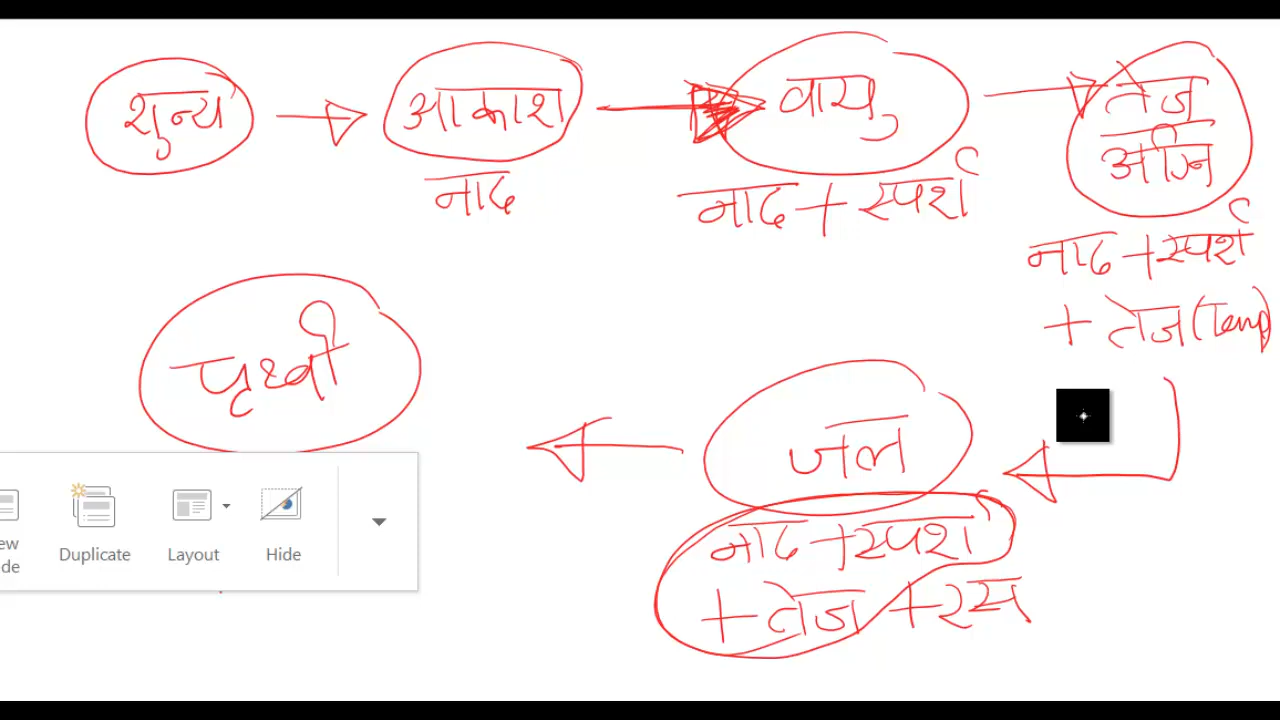 शुन्य
आकाश
वायु
तेज
अग्नि
नाद
नाद + स्पर्श
नाद + स्पर्श
+ तेज (Temp)
पृथ्वी
जल
नाद + स्पर्श
+ तेज + रस
Duplicate
Layout
Hide